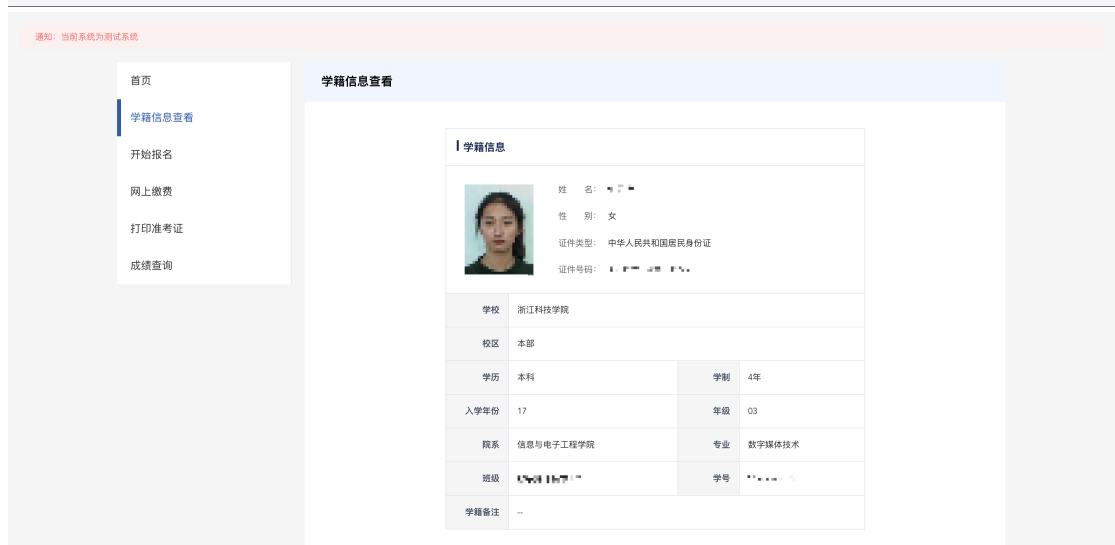 通知：当前系统为测试系统
首页
学籍信息查看
开始报名
网上缴费
打印准考证
成绩查询
学籍信息查看
学籍信息
姓 名：
性 别： 女
证件类型： 中华人民共和国居民身份证
证件号码：
学校 浙江科技学院
校区 本部
学历 本科 学制 4年
入学年份 17 年级 03
院系 信息与电子工程学院 专业 数字媒体技术
班级 学号
学籍备注 --